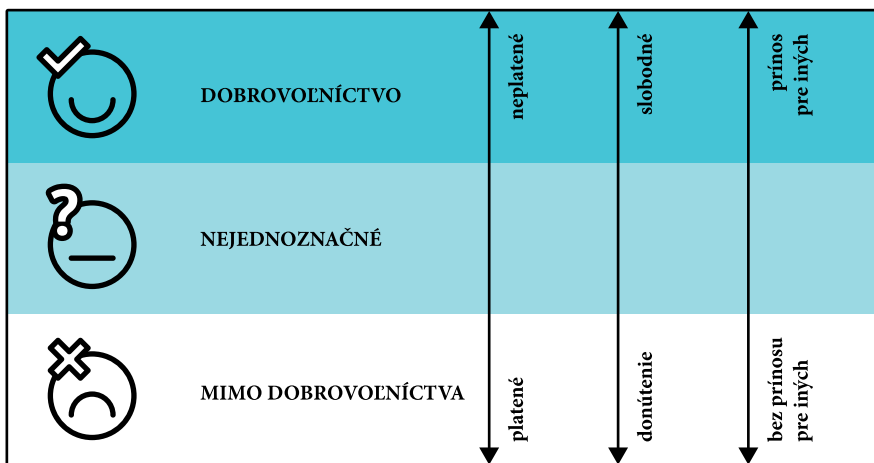 DOBROVOĽNÍCTVO
neplatené
slobodné
prínos
pre iných
NEJEDNOZNAČNÉ
MIMO DOBROVOĽNÍCTVA
platené
donútenie
bez prínosu
pre iných